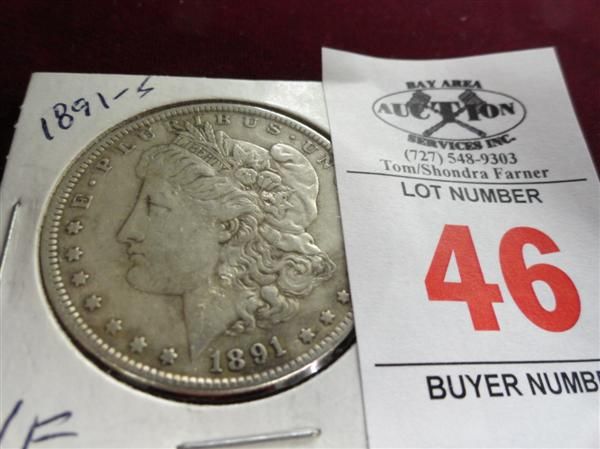 1891-S
E·PLURIBUS·UN
1891
VF
BAY AREA
AUCTION
SERVICES INC.
(727) 548-9303
Tom/Shondra Farner
LOT NUMBER
46
BUYER NUMB